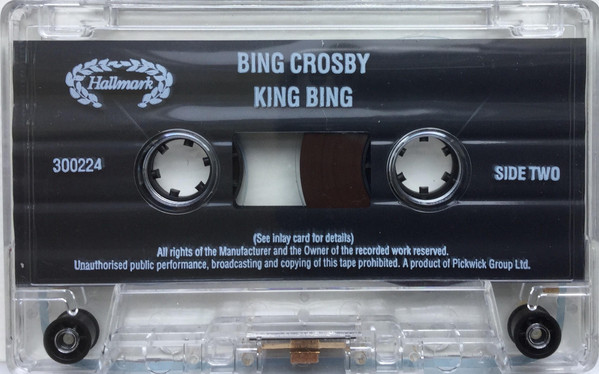 BING CROSBY
Hallmark
KING BING
300224
SIDE TWO
(See inlay card for details)
All rights of the Manufacturer and the Owner of the recorded work reserved.
Unauthorised public performance, broadcasting and copying of this tape prohibited. A product of Pickwick Group Ltd.